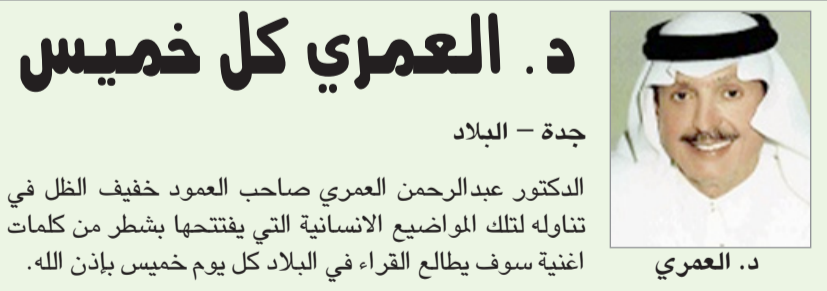 د. العمري كل خميس
جدة – البلاد
الدكتور عبدالرحمن العمري صاحب العمود خفيف الظل في
تناوله لتلك المواضيع الانسانية التي يفتتحها بشطر من كلمات
اغنية سوف يطالع القراء في البلاد كل يوم خميس بإذن الله.
د. العمري